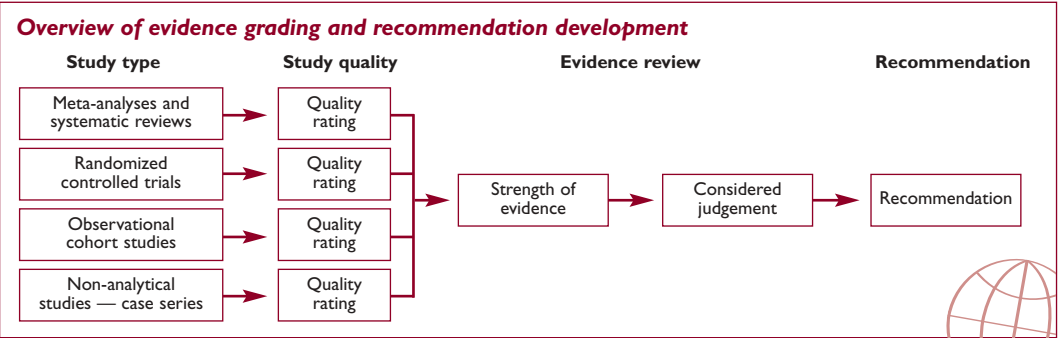 Overview of evidence grading and recommendation development
Study type
Study quality
Evidence review
Recommendation
Meta-analyses and
systematic reviews
Quality
rating
Randomized
controlled trials
Quality
rating
Observational
cohort studies
Quality
rating
Non-analytical
studies — case series
Quality
rating
Strength of
evidence
Considered
judgement
Recommendation